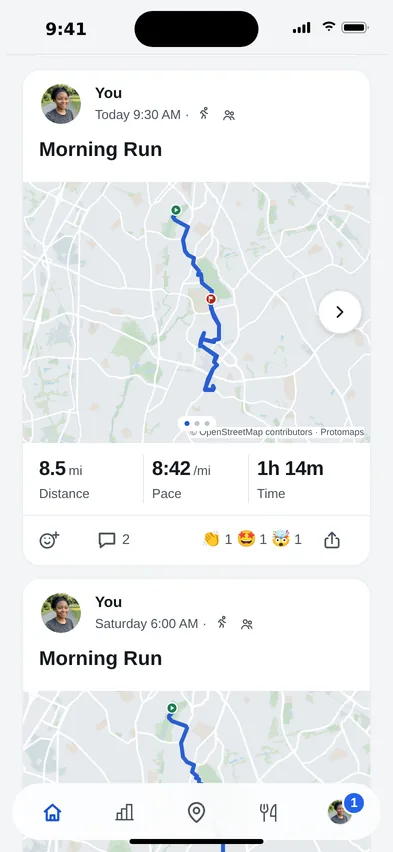 9:41
You
Today 9:30 AM ·
Morning Run
© OpenStreetMap contributors · Protomaps
8.5 mi
Distance
8:42 /mi
Pace
1h 14m
Time
2
👏 1 🤩 1 🤯 1
You
Saturday 6:00 AM ·
Morning Run
1